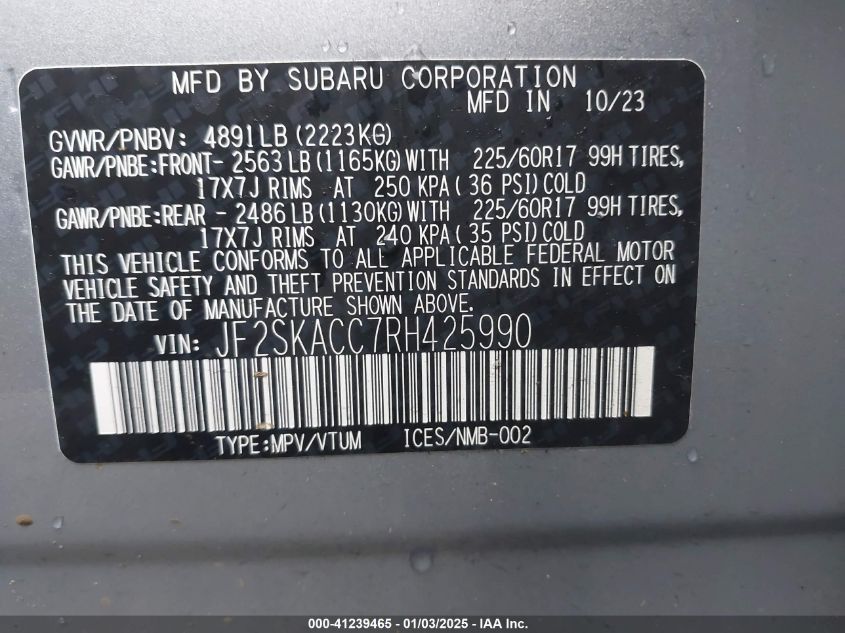 MFD BY SUBARU CORPORATION
MFD IN 10/23
GVWR/PNBV: 4891LB (2223KG)
GAWR/PNBE:FRONT- 2563LB (1165KG) WITH 225/60R17 99H TIRES,
17X7J RIMS AT 250 KPA ( 36 PSI) COLD
GAWR/PNBE:REAR - 2486LB (1130KG) WITH 225/60R17 99H TIRES,
17X7J RIMS AT 240 KPA ( 35 PSI) COLD
THIS VEHICLE CONFORMS TO ALL APPLICABLE FEDERAL MOTOR
VEHICLE SAFETY AND THEFT PREVENTION STANDARDS IN EFFECT ON
THE DATE OF MANUFACTURE SHOWN ABOVE.
VIN: JF2SKACC7RH425990
TYPE:MPV/VTUM ICES/NMB-002
000-41239465 - 01/03/2025 - IAA Inc.